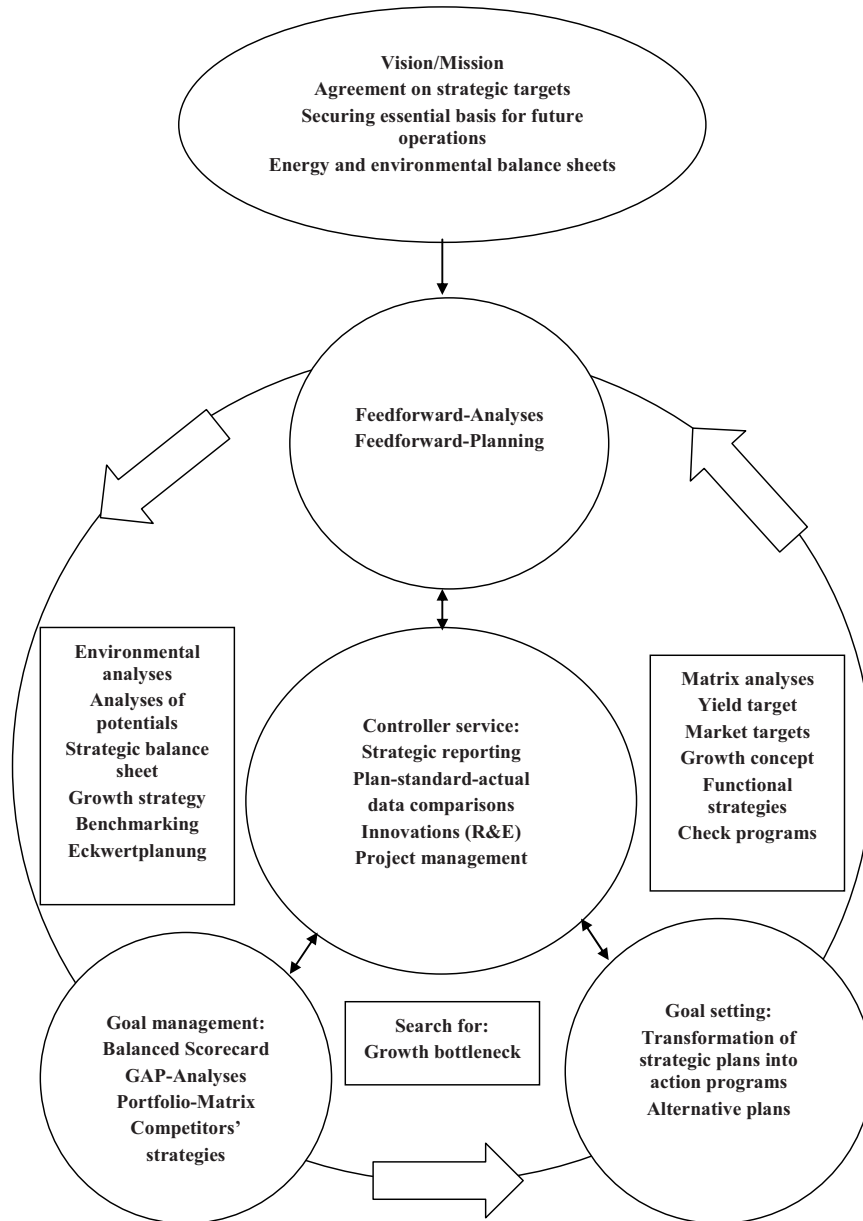 Vision/Mission
Agreement on strategic targets
Securing essential basis for future
operations
Energy and environmental balance sheets
Feedforward-Analyses
Feedforward-Planning
Environmental
analyses
Analyses of
potentials
Strategic balance
sheet
Growth strategy
Benchmarking
Eckwertplanung
Controller service:
Strategic reporting
Plan-standard-actual
data comparisons
Innovations (R&E)
Project management
Matrix analyses
Yield target
Market targets
Growth concept
Functional
strategies
Check programs
Goal management:
Balanced Scorecard
GAP-Analyses
Portfolio-Matrix
Competitors’
strategies
Search for:
Growth bottleneck
Goal setting:
Transformation of
strategic plans into
action programs
Alternative plans